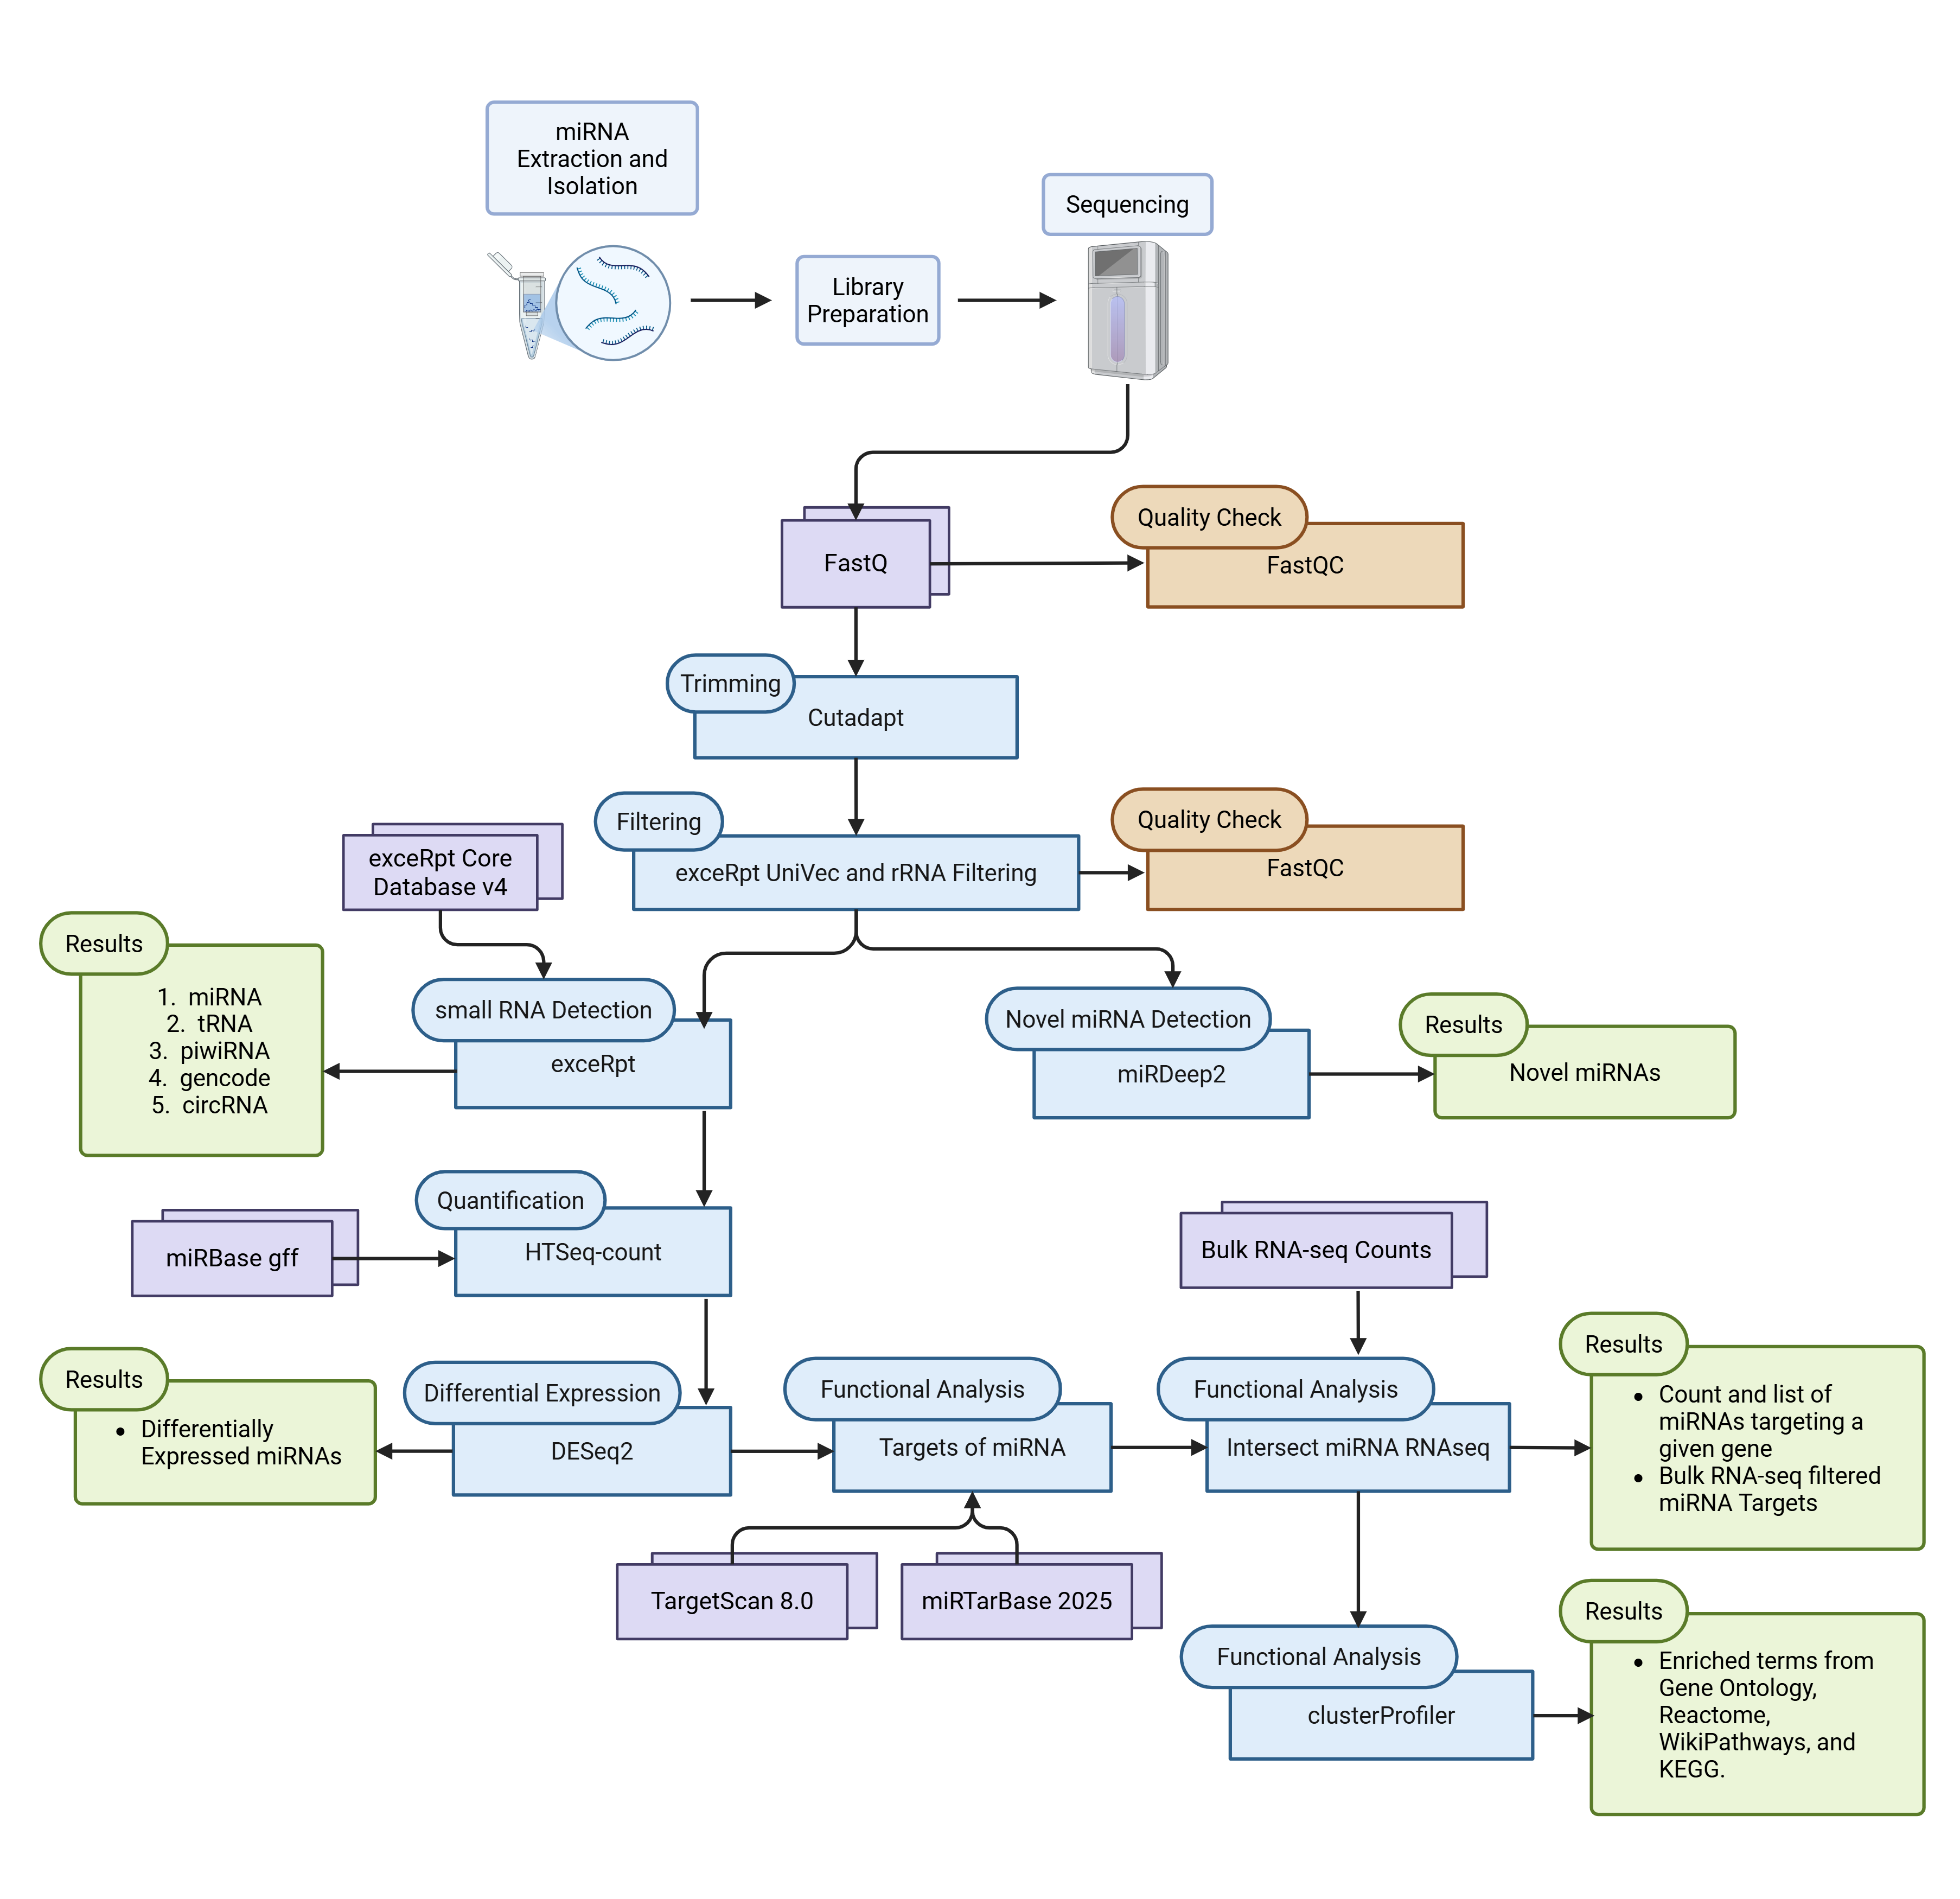 miRNA
Extraction and
Isolation
Sequencing
Library
Preparation
FastQ
Quality Check
FastQC
Trimming
Cutadapt
Filtering
exceRpt UniVec and rRNA Filtering
Quality Check
FastQC
exceRpt Core
Database v4
Results
1. miRNA
2. tRNA
3. piwiRNA
4. gencode
5. circRNA
small RNA Detection
exceRpt
Novel miRNA Detection
miRDeep2
Results
Novel miRNAs
Quantification
HTSeq-count
miRBase gff
Bulk RNA-seq Counts
Results
• Differentially
Expressed miRNAs
Differential Expression
DESeq2
Functional Analysis
Targets of miRNA
Functional Analysis
Intersect miRNA RNAseq
Results
• Count and list of
miRNAs targeting a
given gene
• Bulk RNA-seq filtered
miRNA Targets
TargetScan 8.0
miRTarBase 2025
Functional Analysis
clusterProfiler
Results
• Enriched terms from
Gene Ontology,
Reactome,
WikiPathways, and
KEGG.